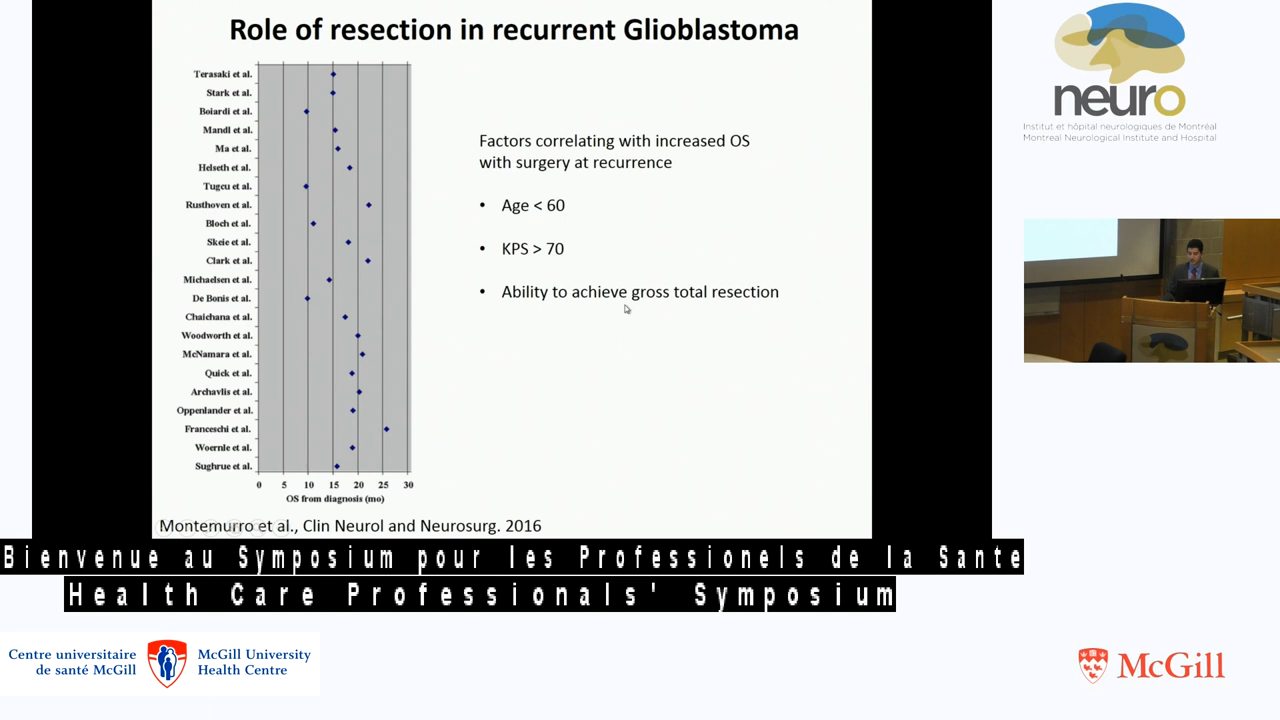 Role of resection in recurrent Glioblastoma
Terasaki et al.
Stark et al.
Boiardi et al.
Mandl et al.
Ma et al.
Helseth et al.
Tugcu et al.
Rusthoven et al.
Bloch et al.
Skeie et al.
Clark et al.
Michaelsen et al.
De Bonis et al.
Chaichana et al.
Woodworth et al.
McNamara et al.
Quick et al.
Archavlis et al.
Oppenlander et al.
Franceschi et al.
Woernle et al.
Sughrue et al.
0 5 10 15 20 25 30
OS from diagnosis (mo)
Factors correlating with increased OS
with surgery at recurrence
• Age < 60
• KPS > 70
• Ability to achieve gross total resection
Montemurro et al., Clin Neurol and Neurosurg. 2016
neuro
Institut et hôpital neurologiques de Montréal
Montreal Neurological Institute and Hospital
Bienvenue au Symposium pour les Professionels de la Sante
Health Care Professionals' Symposium
Centre universitaire
de santé McGill
McGill University
Health Centre
McGill